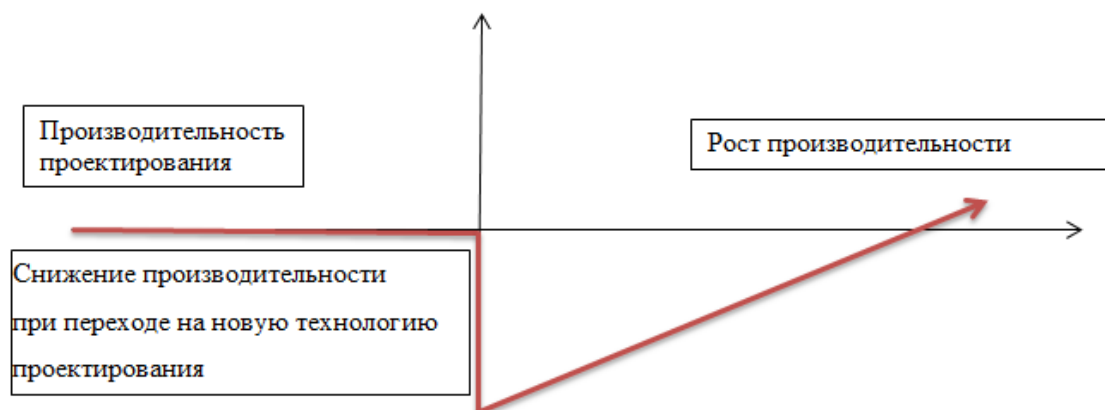 Производительность
проектирования
Рост производительности
Снижение производительности
при переходе на новую технологию
проектирования